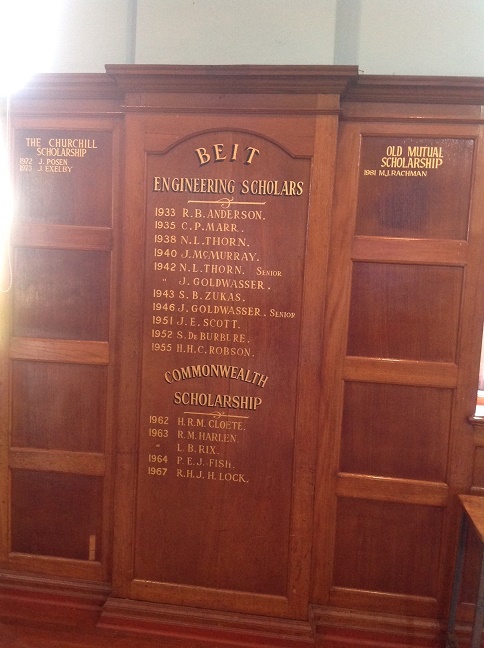 THE CHURCHILL
SCHOLARSHIP
1972 J. POSEN
1973 J. EXELBY
BEIT
ENGINEERING SCHOLARS
1933 R.B. ANDERSON.
1935 C.P. MARR.
1938 N.L. THORN.
1940 J. McMURRAY.
1942 N.L. THORN. SENIOR
" J. GOLDWASSER.
1943 S.B. ZUKAS.
1946 J. GOLDWASSER. SENIOR
1951 J.E. SCOTT.
1952 S. DE BURBURE.
1955 H.H.C. ROBSON.
COMMONWEALTH
SCHOLARSHIP
1962 H.R.M. CLOETE.
1963 R.M. HARLEN
" L.B. RIX.
1964 P.E.J. FISH.
1967 R.H.J.H. LOCK.
OLD MUTUAL
SCHOLARSHIP
1981 M.J. RACHMAN